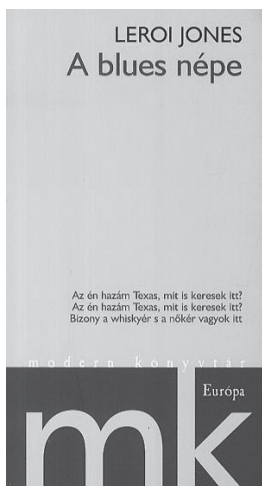 LEROI JONES
A blues népe
Az én hazám Texas, mit is keresek itt?
Az én hazám Texas, mit is keresek itt?
Bizony a whiskyér s a nőkér vagyok itt
modern könyvtár
Európa
mk